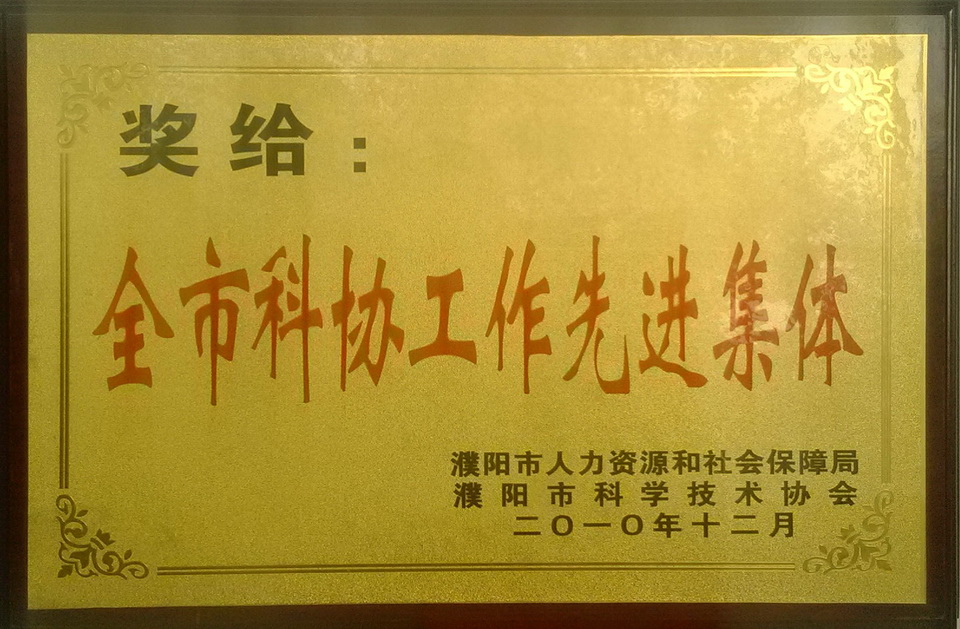 奖给：
全市科协工作先进集体
濮阳市人力资源和社会保障局
濮阳市科学技术协会
二〇一〇年十二月